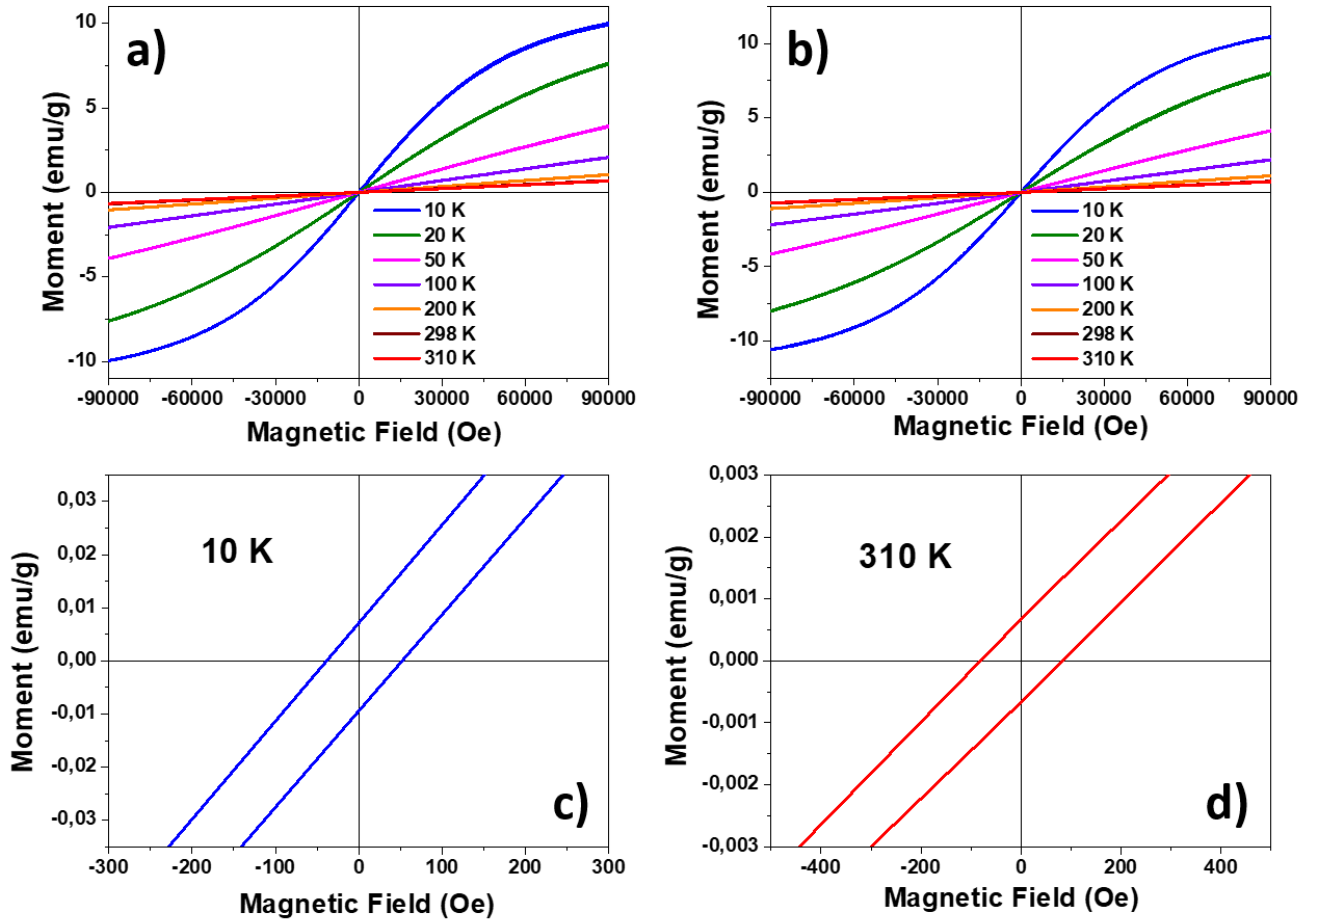 a)
Moment (emu/g)
10
5
0
-5
-10
10 K
20 K
50 K
100 K
200 K
298 K
310 K
-90000 -60000 -30000 0 30000 60000 90000
Magnetic Field (Oe)
b)
Moment (emu/g)
10
5
0
-5
-10
10 K
20 K
50 K
100 K
200 K
298 K
310 K
-90000 -60000 -30000 0 30000 60000 90000
Magnetic Field (Oe)
10 K
Moment (emu/g)
0,03
0,02
0,01
0,00
-0,01
-0,02
-0,03
c)
-300 -200 -100 0 100 200 300
Magnetic Field (Oe)
310 K
Moment (emu/g)
0,003
0,002
0,001
0,000
-0,001
-0,002
-0,003
d)
-400 -200 0 200 400
Magnetic Field (Oe)